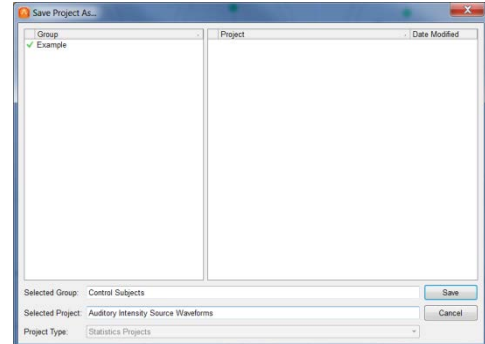 Save Project As...
Group Project Date Modified
Example
Selected Group: Control Subjects Save
Selected Project: Auditory Intensity Source Waveforms Cancel
Project Type: Statistics Projects